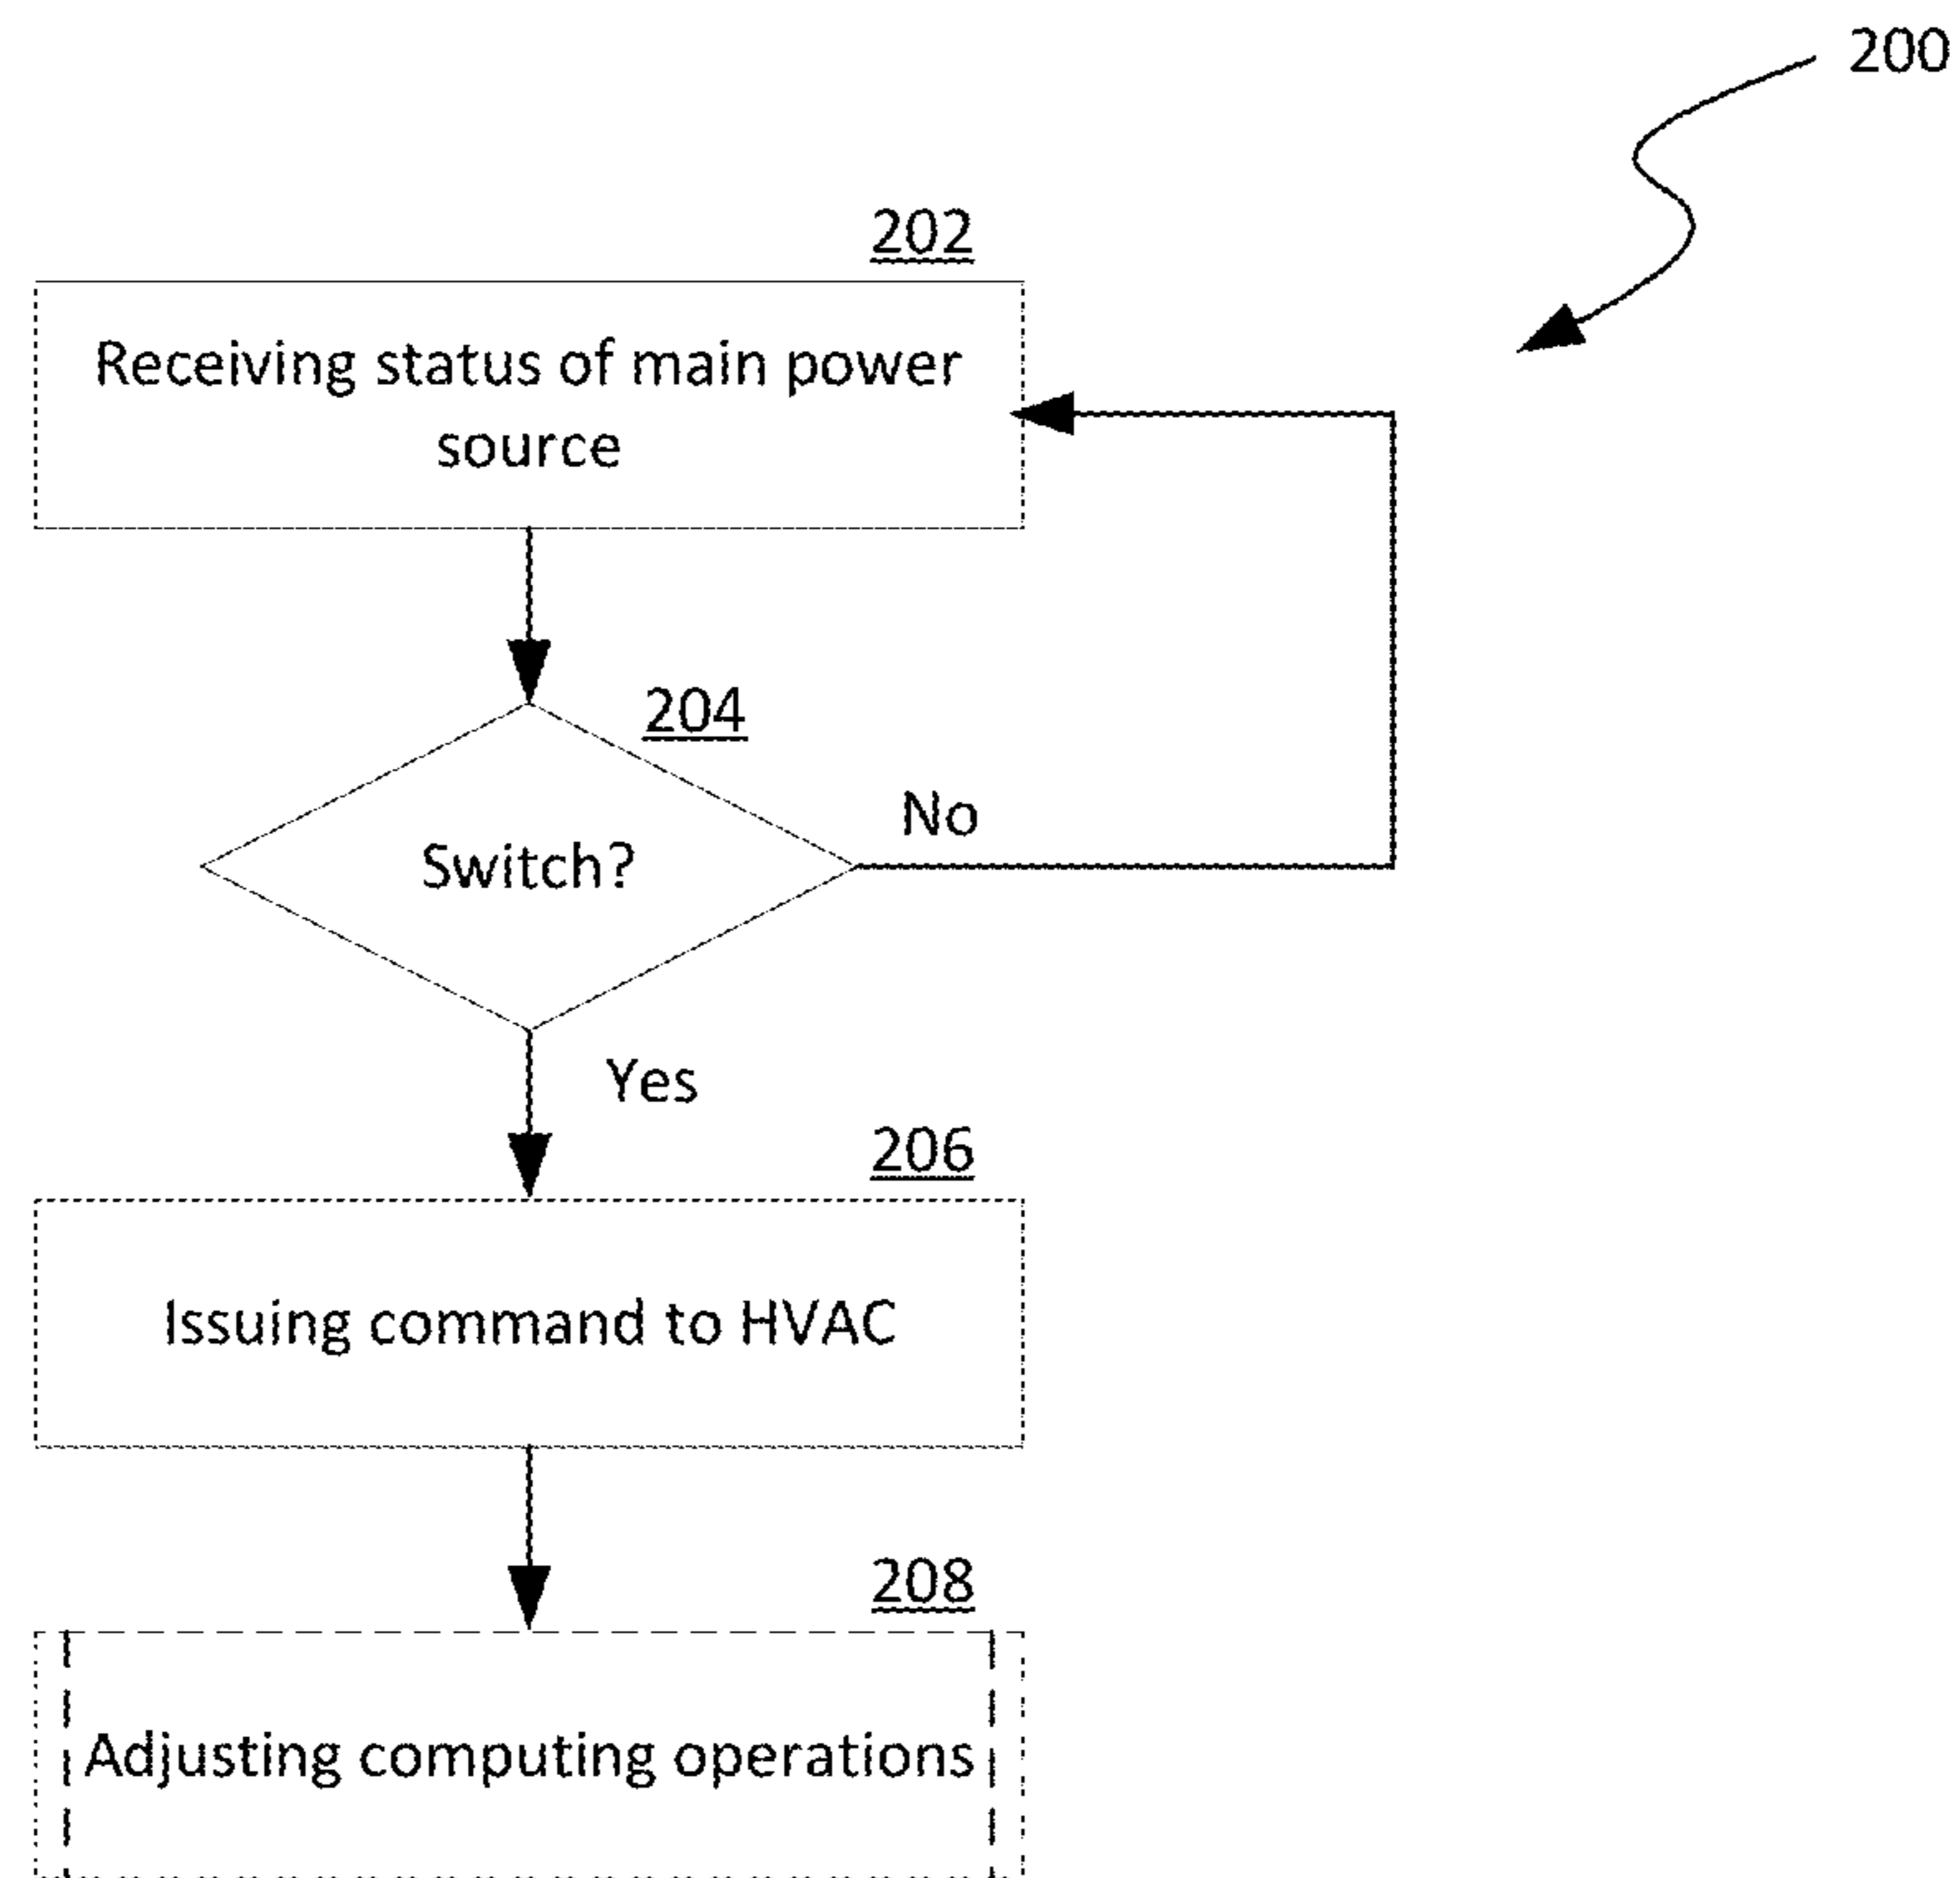 200
202
Receiving status of main power
source
204
Switch?
No
Yes
206
Issuing command to HVAC
208
Adjusting computing operations